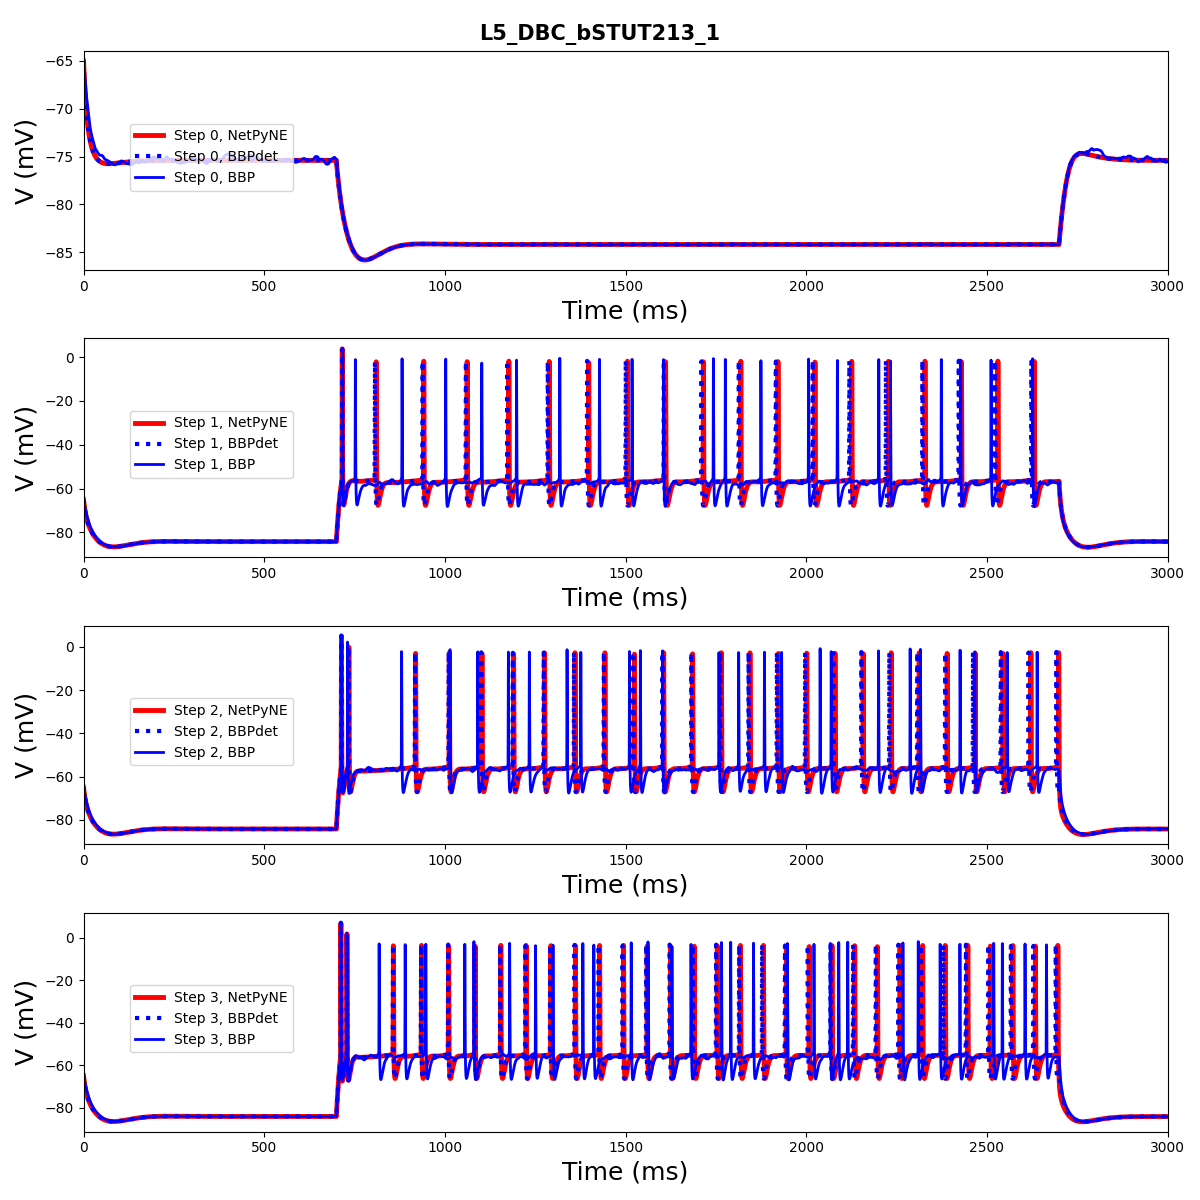 L5_DBC_bSTUT213_1
−65
−70
−75
−80
−85
V (mV)
Step 0, NetPyNE
Step 0, BBPdet
Step 0, BBP
0 500 1000 1500 2000 2500 3000
Time (ms)
0
−20
−40
−60
−80
V (mV)
Step 1, NetPyNE
Step 1, BBPdet
Step 1, BBP
0 500 1000 1500 2000 2500 3000
Time (ms)
0
−20
−40
−60
−80
V (mV)
Step 2, NetPyNE
Step 2, BBPdet
Step 2, BBP
0 500 1000 1500 2000 2500 3000
Time (ms)
0
−20
−40
−60
−80
V (mV)
Step 3, NetPyNE
Step 3, BBPdet
Step 3, BBP
0 500 1000 1500 2000 2500 3000
Time (ms)